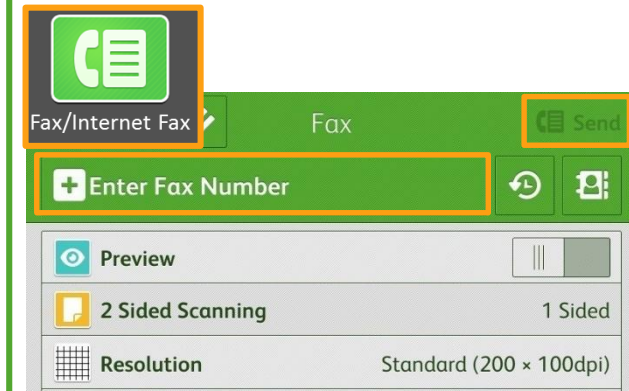 Fax/Internet Fax
Fax
Send
Enter Fax Number
Preview
2 Sided Scanning 1 Sided
Resolution Standard (200 × 100dpi)